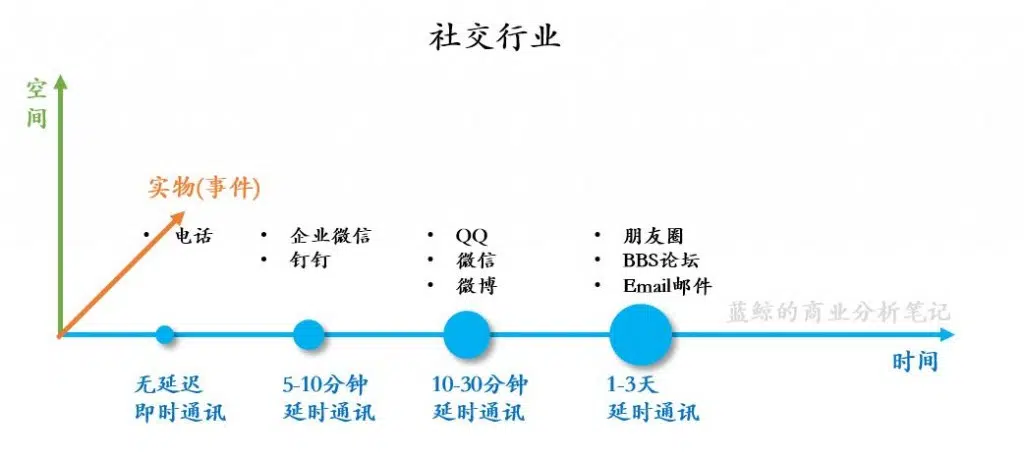 社交行业
空
间
实物(事件)
• 电话
• 企业微信
• 钉钉
• QQ
• 微信
• 微博
• 朋友圈
• BBS论坛
• Email邮件
蓝鲸的商业分析笔记
时间
无延迟
即时通讯
5-10分钟
延时通讯
10-30分钟
延时通讯
1-3天
延时通讯